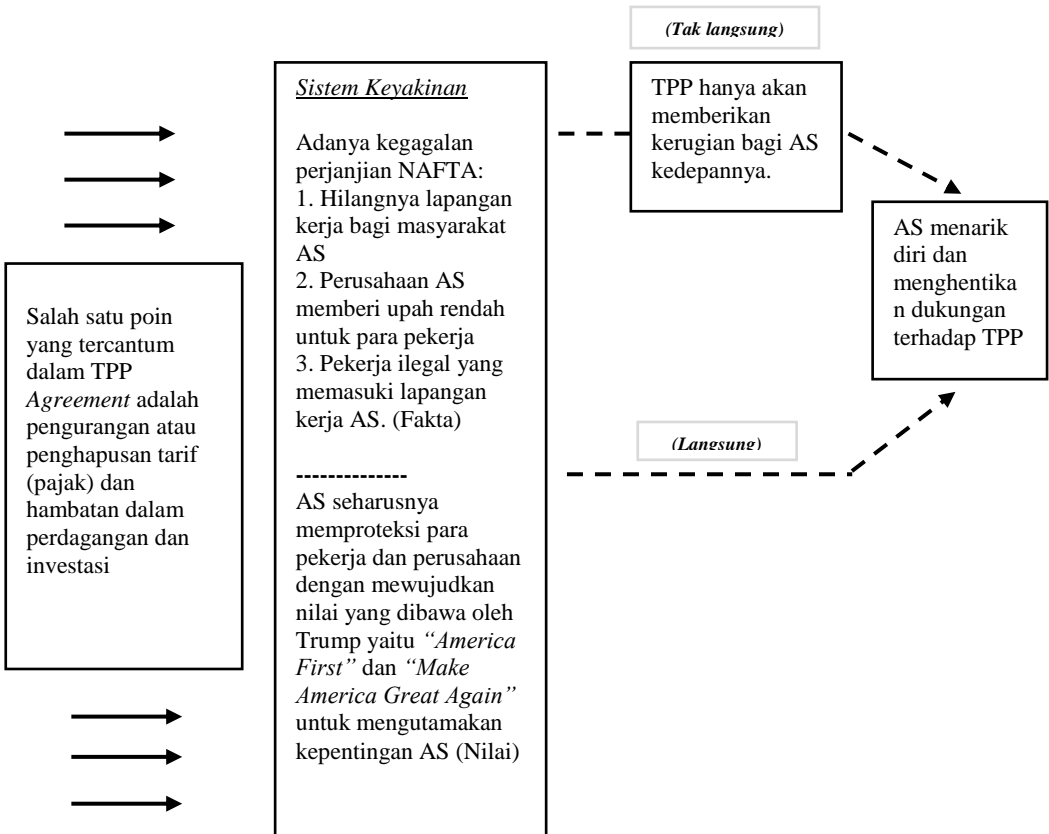 Salah satu poin
yang tercantum
dalam TPP
Agreement adalah
pengurangan atau
penghapusan tarif
(pajak) dan
hambatan dalam
perdagangan dan
investasi
Sistem Keyakinan
Adanya kegagalan
perjanjian NAFTA:
1. Hilangnya lapangan
kerja bagi masyarakat
AS
2. Perusahaan AS
memberi upah rendah
untuk para pekerja
3. Pekerja ilegal yang
memasuki lapangan
kerja AS. (Fakta)
---------------
AS seharusnya
memproteksi para
pekerja dan perusahaan
dengan mewujudkan
nilai yang dibawa oleh
Trump yaitu “America
First” dan “Make
America Great Again”
untuk mengutamakan
kepentingan AS (Nilai)
(Tak langsung)
TPP hanya akan
memberikan
kerugian bagi AS
kedepannya.
(Langsung)
AS menarik
diri dan
menghentika
n dukungan
terhadap TPP